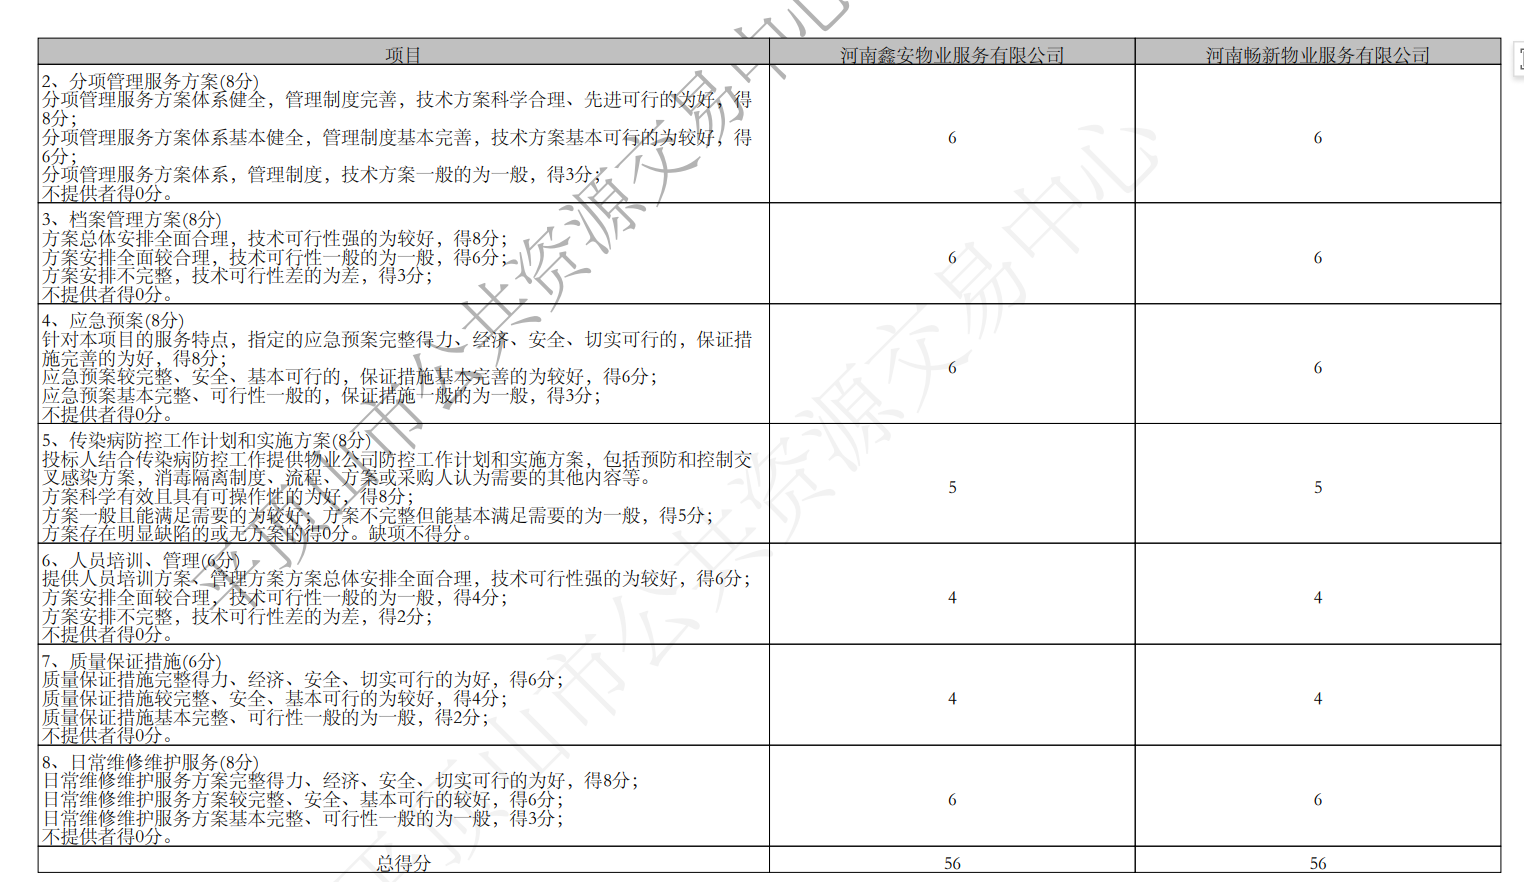 项目 河南鑫安物业服务有限公司 河南畅新物业服务有限公司
2、分项管理服务方案(8分)
分项管理服务方案体系健全，管理制度完善，技术方案科学合理、先进可行的为好，得
8分；
分项管理服务方案体系基本健全，管理制度基本完善，技术方案基本可行的为较好，得
6分；
分项管理服务方案体系，管理制度，技术方案一般的为一般，得3分；
不提供者得0分。
6 6
3、档案管理方案(8分)
方案总体安排全面合理，技术可行性强的为较好，得8分；
方案安排全面较合理，技术可行性一般的为一般，得6分；
方案安排不完整，技术可行性差的为差，得3分；
不提供者得0分。
6 6
4、应急预案(8分)
针对本项目的服务特点，指定的应急预案完整得力、经济、安全、切实可行的，保证措
施完善的为好，得8分；
应急预案较完整、安全、基本可行的，保证措施基本完善的为较好，得6分；
应急预案基本完整、可行性一般的，保证措施一般的为一般，得3分；
不提供者得0分。
6 6
5、传染病防控工作计划和实施方案(8分)
投标人结合传染病防控工作提供物业公司防控工作计划和实施方案，包括预防和控制交
叉感染方案，消毒隔离制度、流程、方案或采购人认为需要的其他内容等。
方案科学有效且具有可操作性的为好，得8分；
方案一般且能满足需要的为较好；方案不完整但能基本满足需要的为一般，得5分；
方案存在明显缺陷的或无方案的得0分。缺项不得分。
5 5
6、人员培训、管理(6分)
提供人员培训方案、管理方案方案总体安排全面合理，技术可行性强的为较好，得6分；
方案安排全面较合理，技术可行性一般的为一般，得4分；
方案安排不完整，技术可行性差的为差，得2分；
不提供者得0分。
4 4
7、质量保证措施(6分)
质量保证措施完整得力、经济、安全、切实可行的为好，得6分；
质量保证措施较完整、安全、基本可行的为较好，得4分；
质量保证措施基本完整、可行性一般的为一般，得2分；
不提供者得0分。
4 4
8、日常维修维护服务(8分)
日常维修维护服务方案完整得力、经济、安全、切实可行的为好，得8分；
日常维修维护服务方案较完整、安全、基本可行的较好，得6分；
日常维修维护服务方案基本完整、可行性一般的为一般，得3分；
不提供者得0分。
6 6
总得分 56 56
平顶山市公共资源交易中心
平顶山市公共资源交易中心